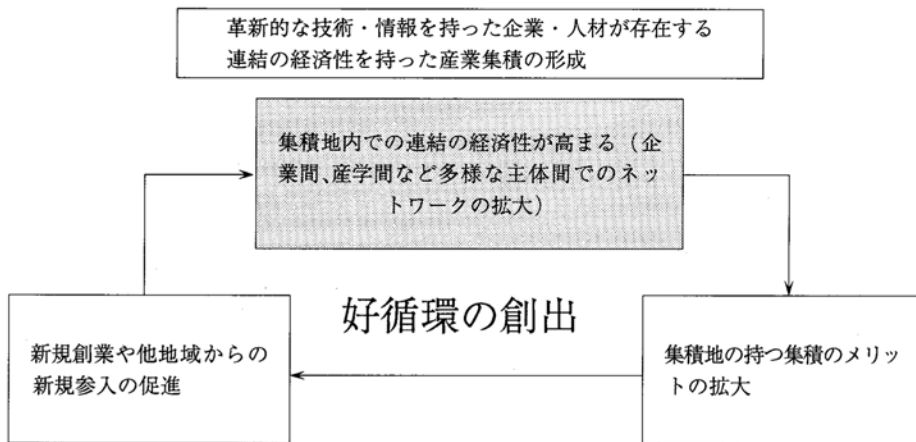 革新的な技術・情報を持った企業・人材が存在する
連結の経済性を持った産業集積の形成
集積地内での連結の経済性が高まる（企
業間、産学間など多様な主体間でのネッ
トワークの拡大）
好循環の創出
新規創業や他地域からの
新規参入の促進
集積地の持つ集積のメリッ
トの拡大